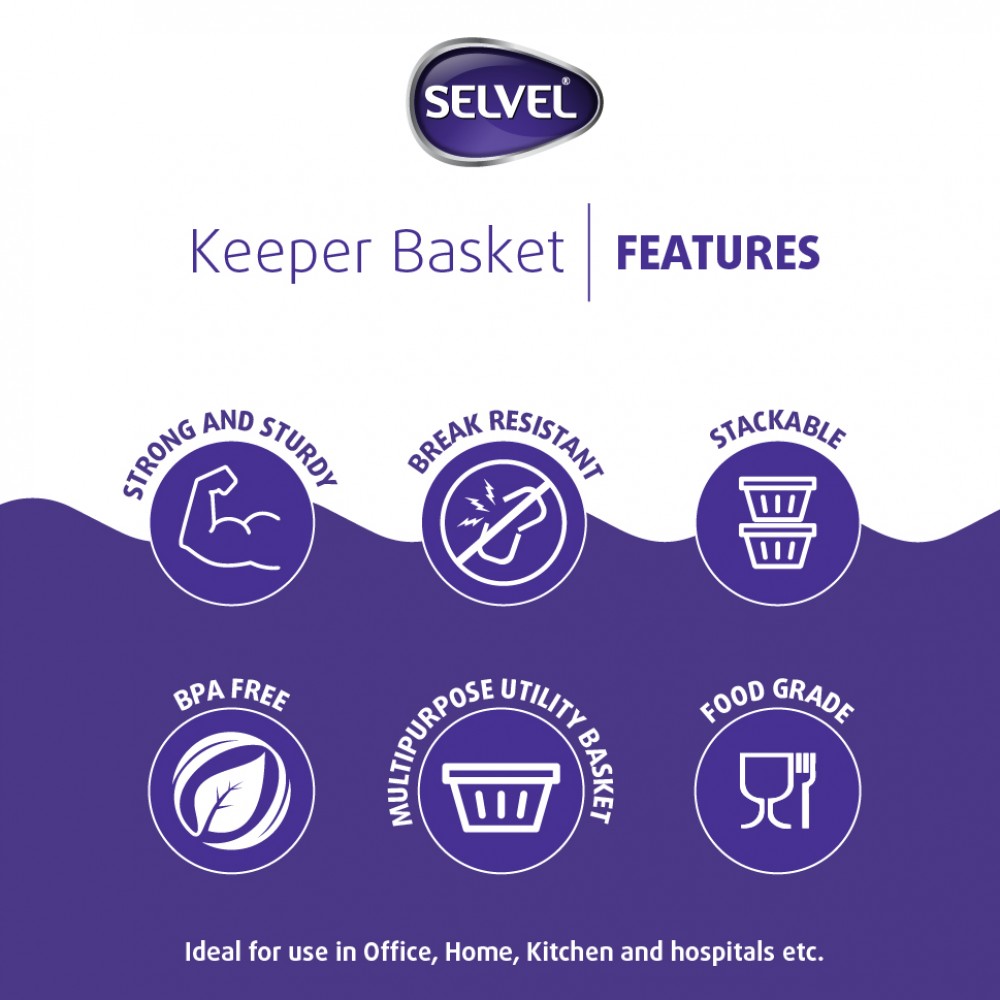 SELVEL®
Keeper Basket | FEATURES
STRONG AND STURDY
BREAK RESISTANT
STACKABLE
BPA FREE
MULTIPURPOSE UTILITY BASKET
FOOD GRADE
Ideal for use in Office, Home, Kitchen and hospitals etc.